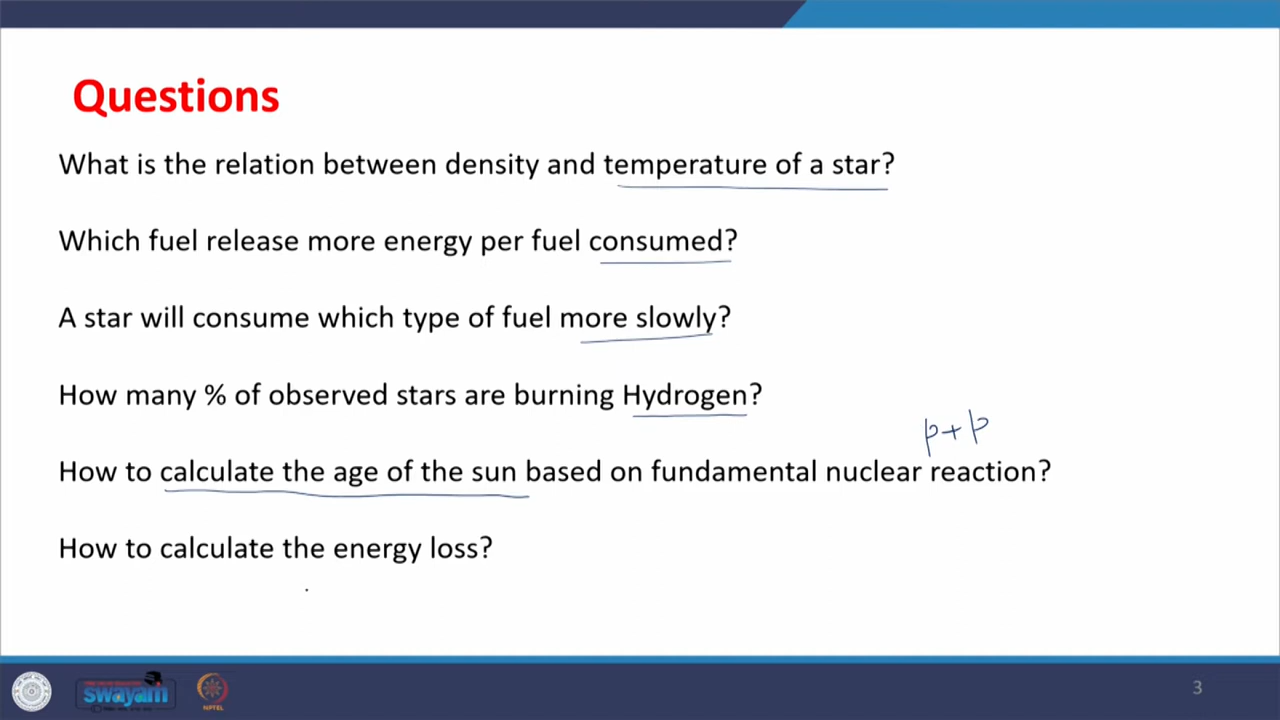 Questions
What is the relation between density and temperature of a star?
Which fuel release more energy per fuel consumed?
A star will consume which type of fuel more slowly?
How many % of observed stars are burning Hydrogen?
p+p
How to calculate the age of the sun based on fundamental nuclear reaction?
How to calculate the energy loss?
swayam
NPTEL
3